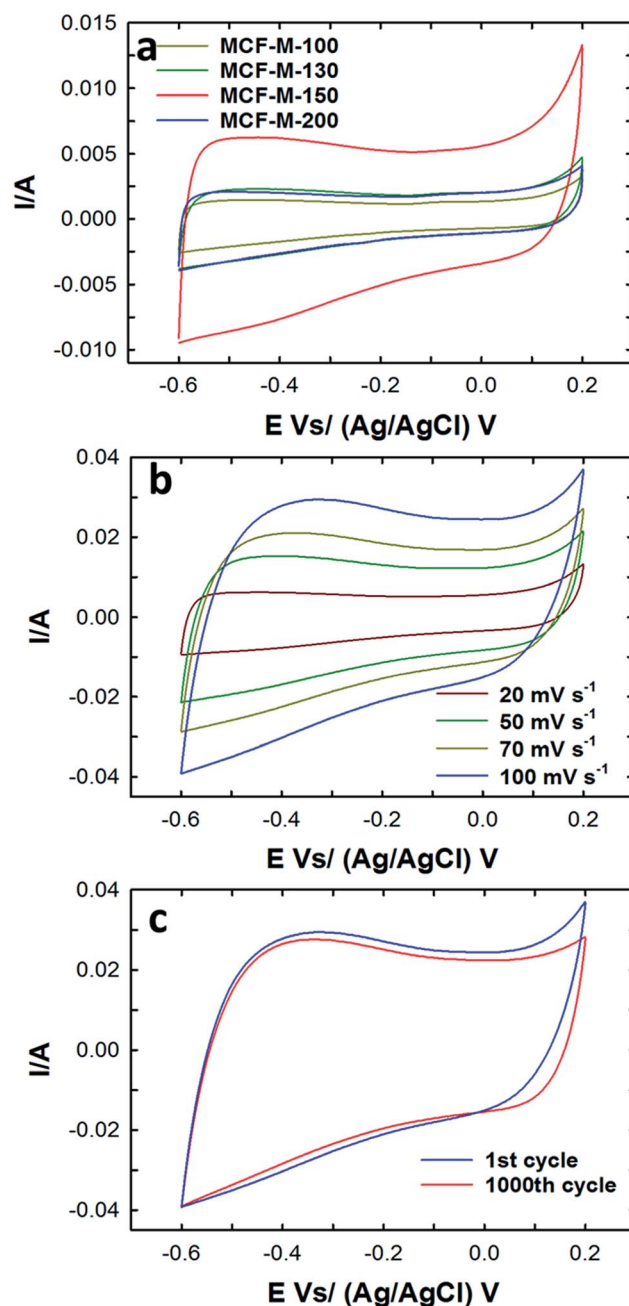 a
MCF-M-100
MCF-M-130
MCF-M-150
MCF-M-200
0.015
0.010
0.005
0.000
-0.005
-0.010
I/A
-0.6 -0.4 -0.2 0.0 0.2
E Vs/ (Ag/AgCl) V
b
0.04
0.02
0.00
-0.02
-0.04
I/A
20 mV s⁻¹
50 mV s⁻¹
70 mV s⁻¹
100 mV s⁻¹
-0.6 -0.4 -0.2 0.0 0.2
E Vs/ (Ag/AgCl) V
c
0.04
0.02
0.00
-0.02
-0.04
I/A
1st cycle
1000th cycle
-0.6 -0.4 -0.2 0.0 0.2
E Vs/ (Ag/AgCl) V